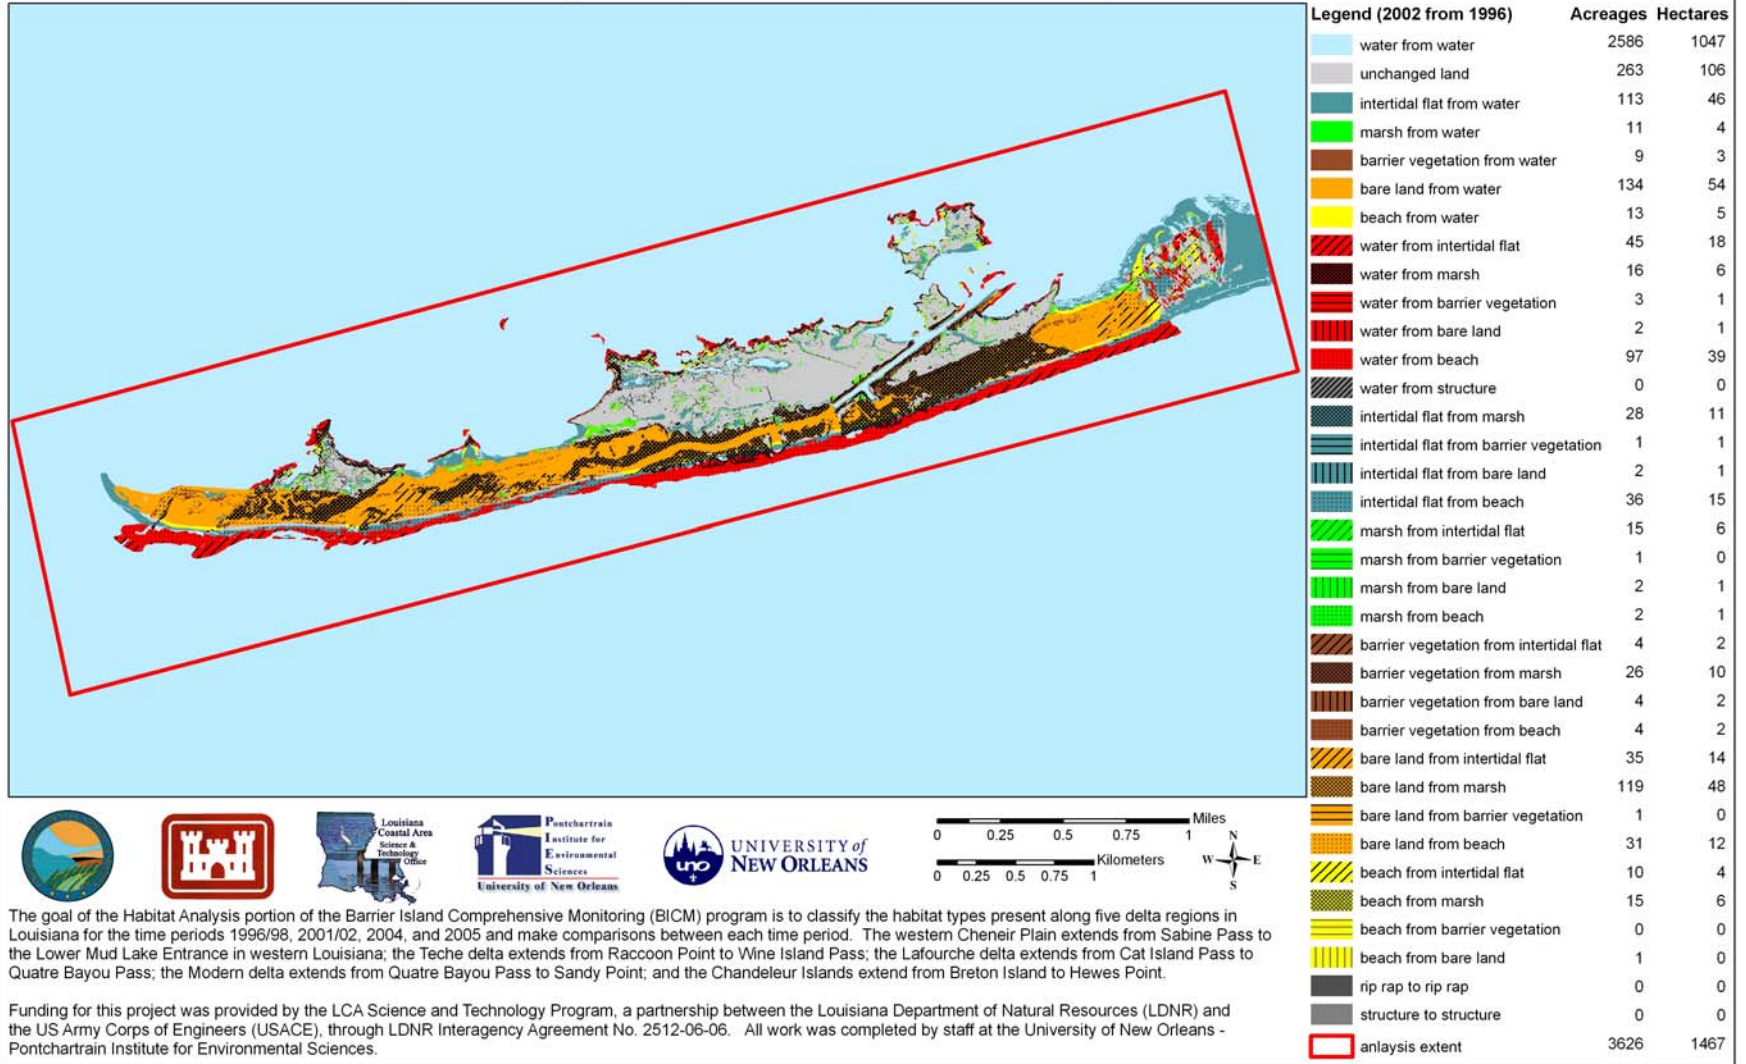 Legend (2002 from 1996) Acreages Hectares
water from water 2586 1047
unchanged land 263 106
intertidal flat from water 113 46
marsh from water 11 4
barrier vegetation from water 9 3
bare land from water 134 54
beach from water 13 5
water from intertidal flat 45 18
water from marsh 16 6
water from barrier vegetation 3 1
water from bare land 2 1
water from beach 97 39
water from structure 0 0
intertidal flat from marsh 28 11
intertidal flat from barrier vegetation 1 1
intertidal flat from bare land 2 1
intertidal flat from beach 36 15
marsh from intertidal flat 15 6
marsh from barrier vegetation 1 0
marsh from bare land 2 1
marsh from beach 2 1
barrier vegetation from intertidal flat 4 2
barrier vegetation from marsh 26 10
barrier vegetation from bare land 4 2
barrier vegetation from beach 4 2
bare land from intertidal flat 35 14
bare land from marsh 119 48
bare land from barrier vegetation 1 0
bare land from beach 31 12
beach from intertidal flat 10 4
beach from marsh 15 6
beach from barrier vegetation 0 0
beach from bare land 1 0
rip rap to rip rap 0 0
structure to structure 0 0
anlaysis extent 3626 1467
Louisiana
Coastal Area
Science &
Technology
Office
Pontchartrain
Institute for
Environmental
Sciences
University of New Orleans
uno
UNIVERSITY of
NEW ORLEANS
Miles
0 0.25 0.5 0.75 1
Kilometers
0 0.25 0.5 0.75 1
N
W E
S
The goal of the Habitat Analysis portion of the Barrier Island Comprehensive Monitoring (BICM) program is to classify the habitat types present along five delta regions in
Louisiana for the time periods 1996/98, 2001/02, 2004, and 2005 and make comparisons between each time period. The western Cheneir Plain extends from Sabine Pass to
the Lower Mud Lake Entrance in western Louisiana; the Teche delta extends from Raccoon Point to Wine Island Pass; the Lafourche delta extends from Cat Island Pass to
Quatre Bayou Pass; the Modern delta extends from Quatre Bayou Pass to Sandy Point; and the Chandeleur Islands extend from Breton Island to Hewes Point.
Funding for this project was provided by the LCA Science and Technology Program, a partnership between the Louisiana Department of Natural Resources (LDNR) and
the US Army Corps of Engineers (USACE), through LDNR Interagency Agreement No. 2512-06-06. All work was completed by staff at the University of New Orleans -
Pontchartrain Institute for Environmental Sciences.